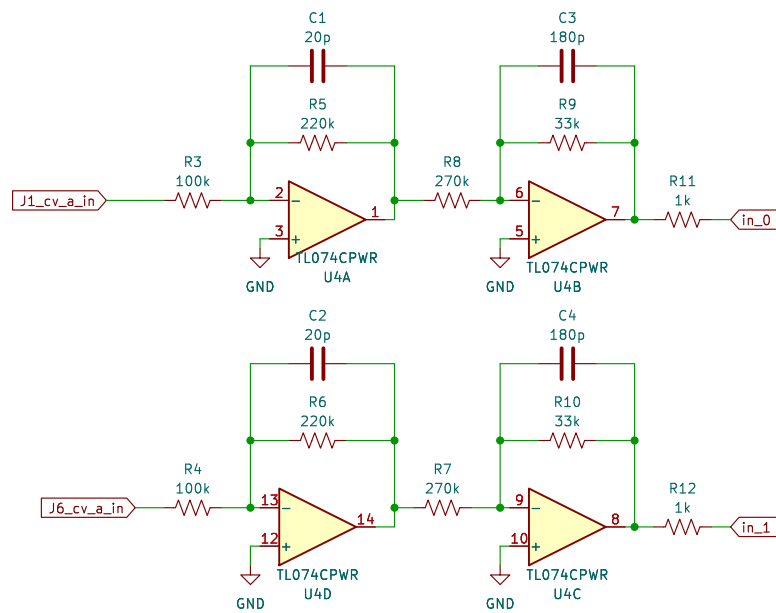 C1
20p
C3
180p
R5
220k
R9
33k
R3
100k
R8
270k
R11
1k
J1_cv_a_in
2
−
1
6
−
7
in_0
3
+
5
+
TL074CPWR
U4A
TL074CPWR
U4B
GND
GND
C2
20p
C4
180p
R6
220k
R10
33k
R4
100k
R7
270k
R12
1k
J6_cv_a_in
13
−
14
9
−
8
in_1
12
+
10
+
TL074CPWR
U4D
TL074CPWR
U4C
GND
GND